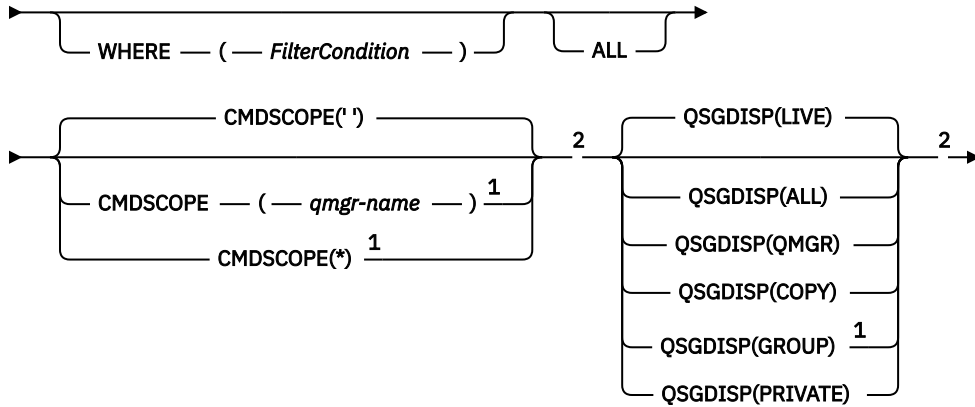 WHERE ( FilterCondition ) ALL
CMDSCOPE(' ') QSGDISP(LIVE)
2 2
CMDSCOPE ( qmgr-name ) 1 QSGDISP(ALL)
CMDSCOPE(*) 1 QSGDISP(QMGR)
QSGDISP(COPY)
QSGDISP(GROUP) 1
QSGDISP(PRIVATE)